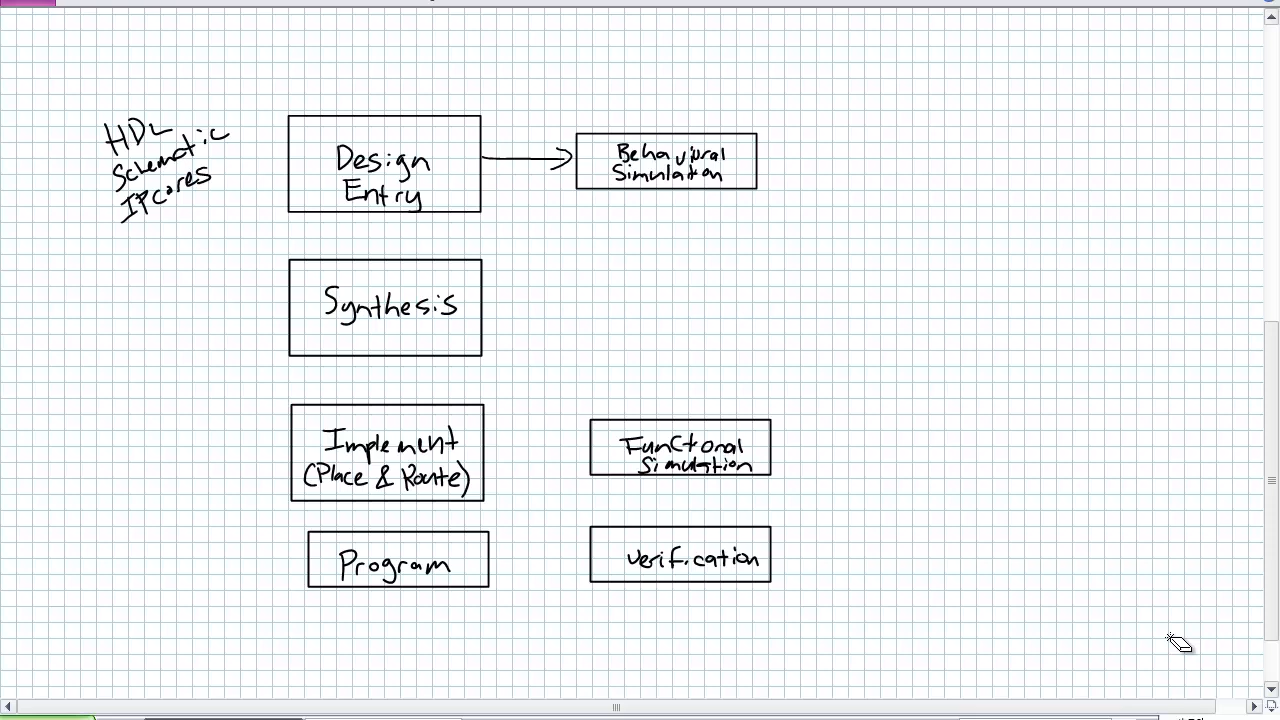 HDL
Schematic
IPCores
Design
Entry
Behavioral
Simulation
Synthesis
Implement
(Place & Route)
Functional
Simulation
Program
Verification